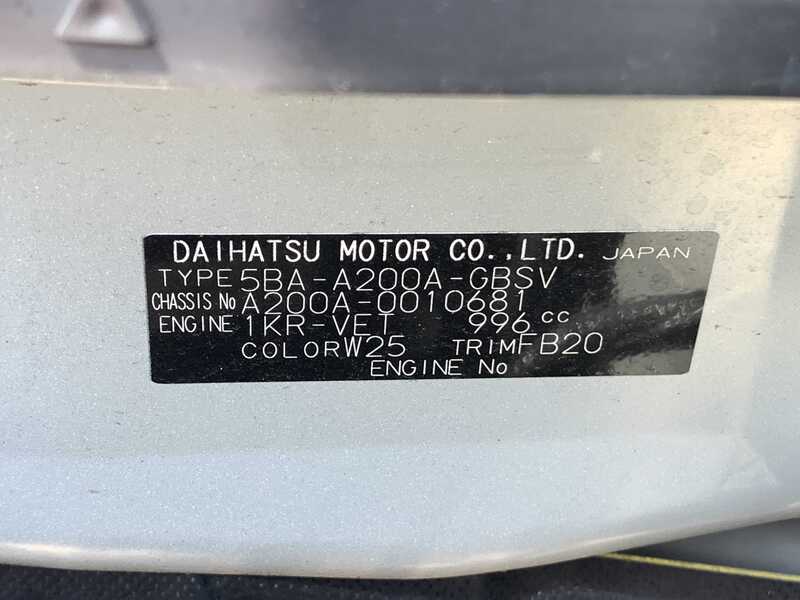 DAIHATSU MOTOR CO.,LTD. JAPAN
TYPE 5BA-A200A-GBSV
CHASSIS No A200A-0010681
ENGINE 1KR-VET 996 cc
COLOR W25 TRIM FB20
ENGINE No